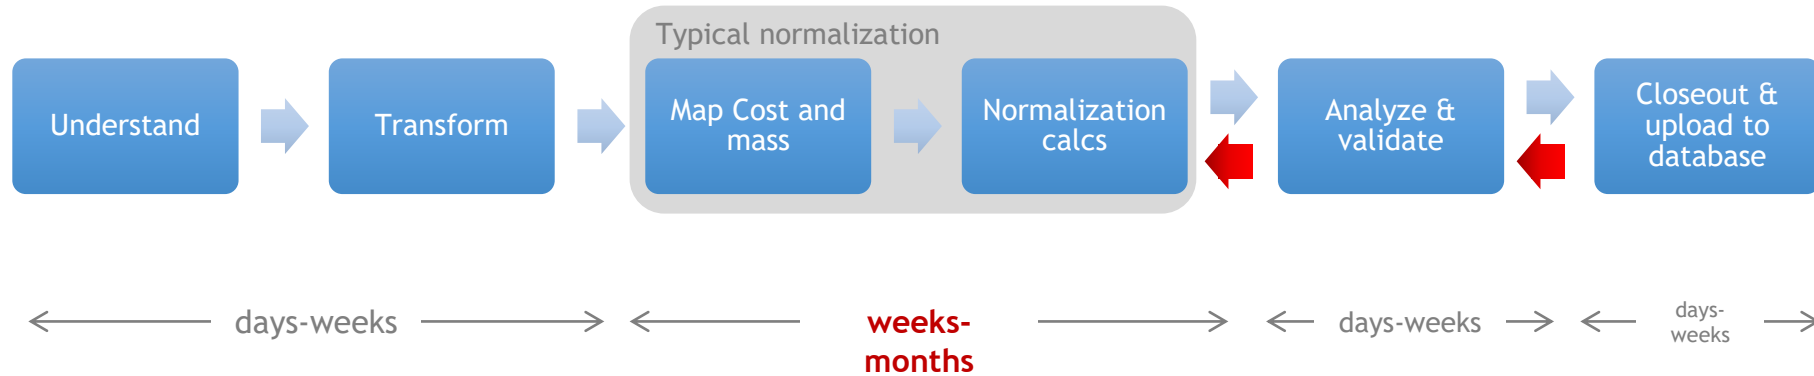 Typical normalization
Understand
Transform
Map Cost and
mass
Normalization
calcs
Analyze &
validate
Closeout &
upload to
database
days-weeks
weeks-
months
days-weeks
days-
weeks